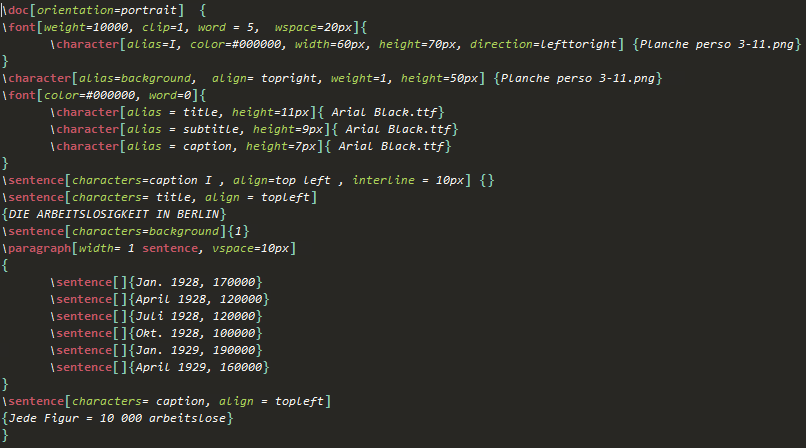 \doc[orientation=portrait]  {
\font[weight=10000, clip=1, word = 5,  wspace=20px]{
       \character[alias=I, color=#000000, width=60px, height=70px, direction=lefttoright] {Planche perso 3-11.png}
}
\character[alias=background,  align= topright, weight=1, height=50px] {Planche perso 3-11.png}
\font[color=#000000, word=0]{
       \character[alias = title, height=11px]{ Arial Black.ttf}
       \character[alias = subtitle, height=9px]{ Arial Black.ttf}
       \character[alias = caption, height=7px]{ Arial Black.ttf}
}
\sentence[characters=caption I , align=top left , interline = 10px] {}
\sentence[characters= title, align = topleft]
{DIE ARBEITSLOSIGKEIT IN BERLIN}
\sentence[characters=background]{1}
\paragraph[width= 1 sentence, vspace=10px]
{
       \sentence[]{Jan. 1928, 170000}
       \sentence[]{April 1928, 120000}
       \sentence[]{Juli 1928, 120000}
       \sentence[]{Okt. 1928, 100000}
       \sentence[]{Jan. 1929, 190000}
       \sentence[]{April 1929, 160000}
}
\sentence[characters= caption, align = topleft]
{Jede Figur = 10 000 arbeitslose}
}